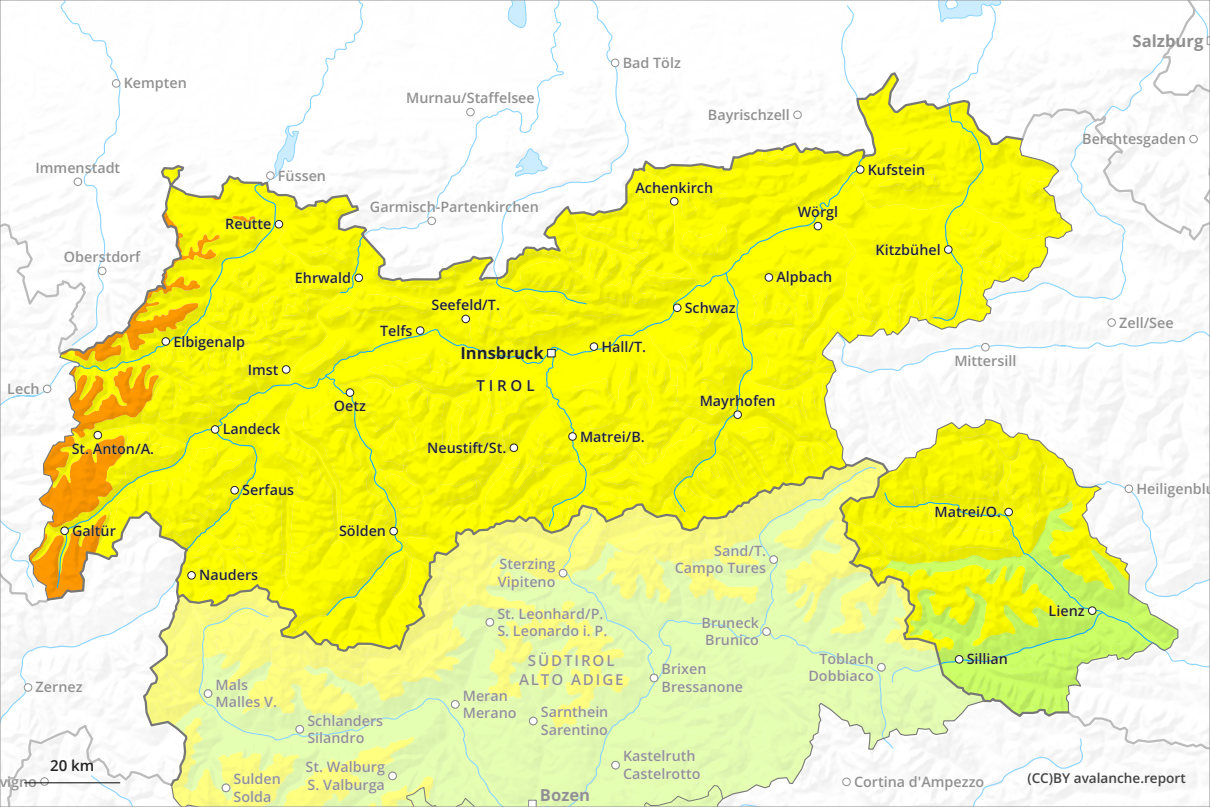 Salzburg
Bad Tölz
Kempten
Murnau/Staffelsee
Bayrischzell
Berchtesgaden
Immenstadt
Füssen
Kufstein
Achenkirch
Garmisch-Partenkirchen
Wörgl
Reutte
Kitzbühel
Oberstdorf
Ehrwald
Alpbach
Seefeld/T.
Schwaz
Zell/See
Telfs
Elbigenalp
Innsbruck
Hall/T.
Mittersill
Imst
TIROL
Lech
Oetz
Mayrhofen
Landeck
Matrei/B.
St. Anton/A.
Neustift/St.
Serfaus
Heiligenblu
Matrei/O.
Galtür
Sölden
Sand/T.
Campo Tures
Sterzing
Vipiteno
Nauders
St. Leonhard/P.
S. Leonardo i. P.
Lienz
Bruneck
Brunico
Sillian
SÜDTIROL
ALTO ADIGE
Toblach
Dobbiaco
Brixen
Bressanone
Zernez
Mals
Malles V.
Meran
Merano
Sarnthein
Sarentino
Schlanders
Silandro
Kastelruth
Castelrotto
20 km
St. Walburg
S. Valburga
vigno
Sulden
Solda
Cortina d'Ampezzo
(CC)BY avalanche.report
Bozen